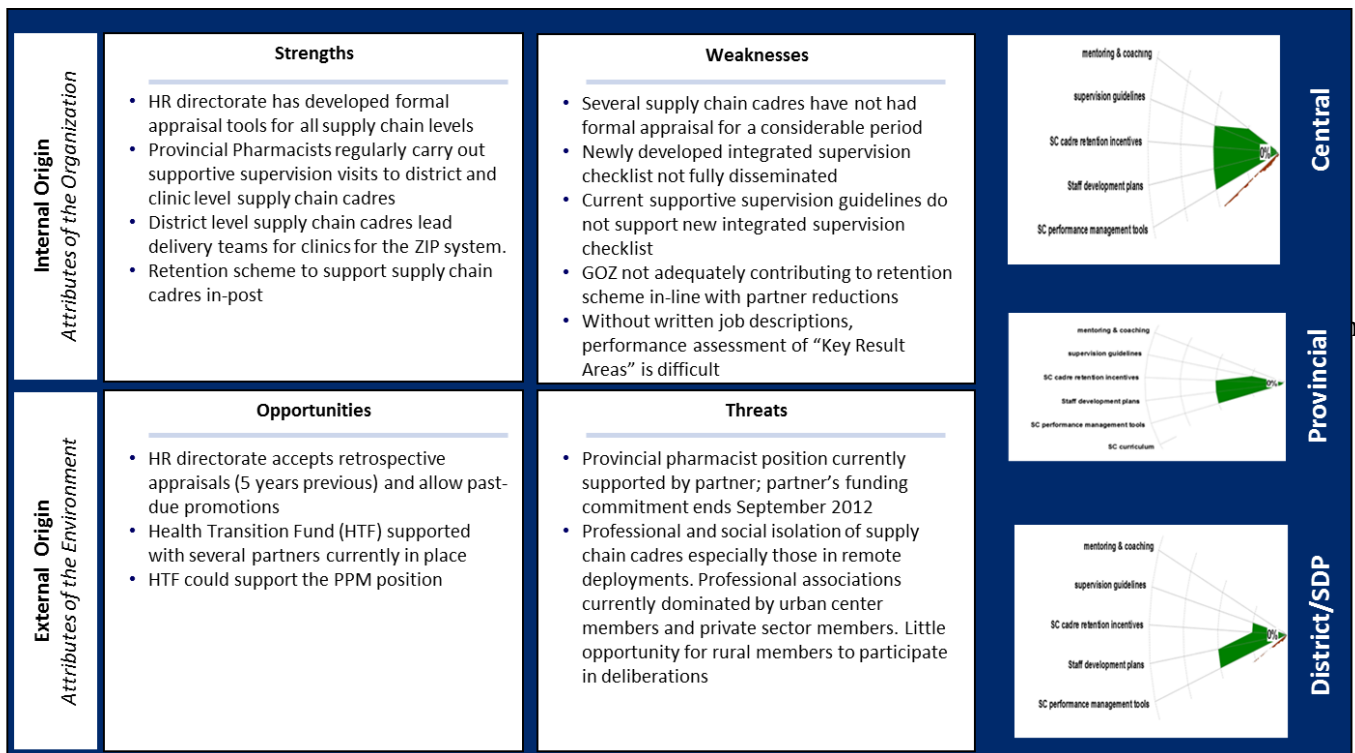 Internal Origin
Attributes of the Organization
Strengths
• HR directorate has developed formal
appraisal tools for all supply chain levels
• Provincial Pharmacists regularly carry out
supportive supervision visits to district and
clinic level supply chain cadres
• District level supply chain cadres lead
delivery teams for clinics for the ZIP system.
• Retention scheme to support supply chain
cadres in-post
Weaknesses
• Several supply chain cadres have not had
formal appraisal for a considerable period
• Newly developed integrated supervision
checklist not fully disseminated
• Current supportive supervision guidelines do
not support new integrated supervision
checklist
• GOZ not adequately contributing to retention
scheme in-line with partner reductions
• Without written job descriptions,
performance assessment of “Key Result
Areas” is difficult
External Origin
Attributes of the Environment
Opportunities
• HR directorate accepts retrospective
appraisals (5 years previous) and allow past-
due promotions
• Health Transition Fund (HTF) supported
with several partners currently in place
• HTF could support the PPM position
Threats
• Provincial pharmacist position currently
supported by partner; partner’s funding
commitment ends September 2012
• Professional and social isolation of supply
chain cadres especially those in remote
deployments. Professional associations
currently dominated by urban center
members and private sector members. Little
opportunity for rural members to participate
in deliberations
mentoring & coaching
supervision guidelines
SC cadre retention incentives
0%
Staff development plans
SC performance management tools
Central
mentoring & coaching
supervision guidelines
SC cadre retention incentives
0%
Staff development plans
SC performance management tools
SC curriculum
Provincial
mentoring & coaching
supervision guidelines
SC cadre retention incentives
0%
Staff development plans
SC performance management tools
District/SDP